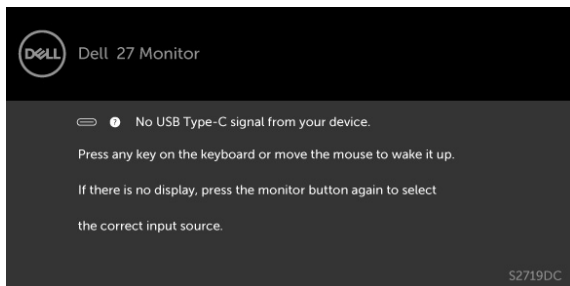 DELL
Dell 27 Monitor
? No USB Type-C signal from your device.
Press any key on the keyboard or move the mouse to wake it up.
If there is no display, press the monitor button again to select
the correct input source.
S2719DC